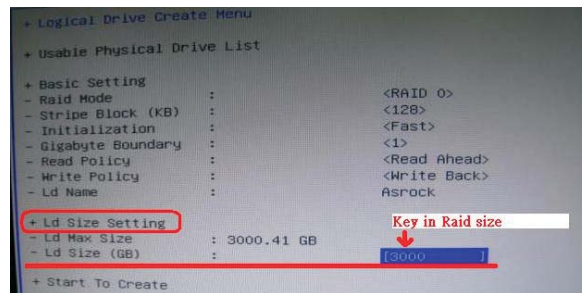 + Logical Drive Create Menu
+ Usable Physical Drive List
+ Basic Setting
- Raid Mode : <RAID 0>
- Stripe Block (KB) : <128>
- Initialization : <Fast>
- Gigabyte Boundary : <1>
- Read Policy : <Read Ahead>
- Write Policy : <Write Back>
- Ld Name : Asrock
+ Ld Size Setting Key in Raid size
- Ld Max Size : 3000.41 GB
- Ld Size (GB) : [3000 ]
+ Start To Create